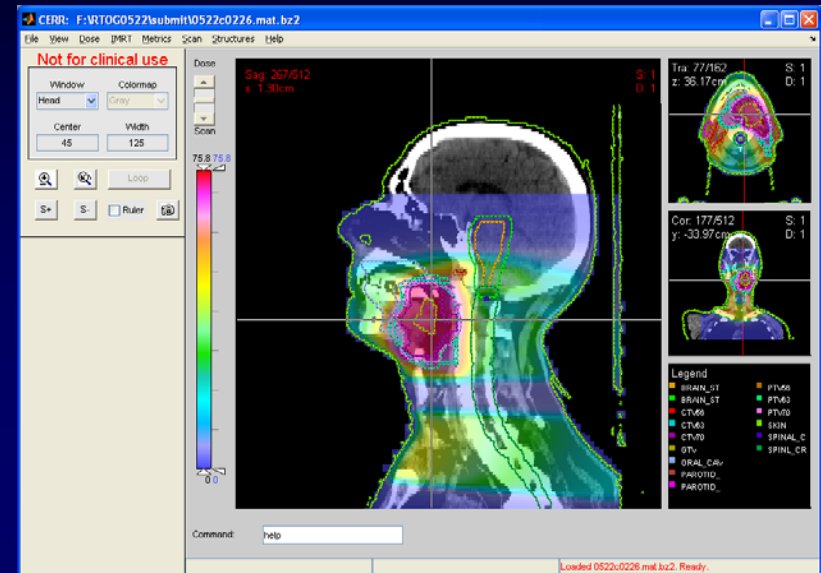 CERR: F:\RTOG0522\submit\0522c0226.mat.bz2
File View Dose IMRT Metrics Scan Structures Help
Not for clinical use
Window Colormap
Head Gray
Center Width
45 125
Loop
S+ S- Ruler
Dose
Scan
75.8 75.8
0 0
Sag: 267/512 S: 1
x: 1.30cm D: 1
Tra: 77/162 S: 1
z: 36.17cm D: 1
Cor: 177/512 S: 1
y: -33.97cm D: 1
Legend
BRAIN_ST PTV56
BRAIN_ST PTV63
CTV56 PTV70
CTV63 SKIN
CTV70 SPINAL_C
GTV SPINL_CR
ORAL_CAV
PAROTID_
PAROTID_
Command: help
Loaded 0522c0226.mat.bz2. Ready.